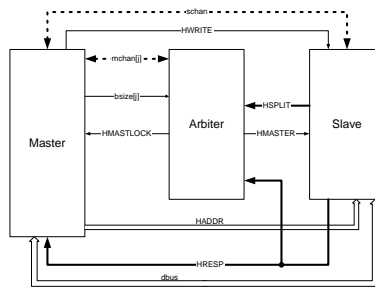 schan
HWRITE
mchan[j]
bsize[j]
HSPLIT
Arbiter
Slave
HMASTLOCK
HMASTER
Master
HADDR
HRESP
dbus